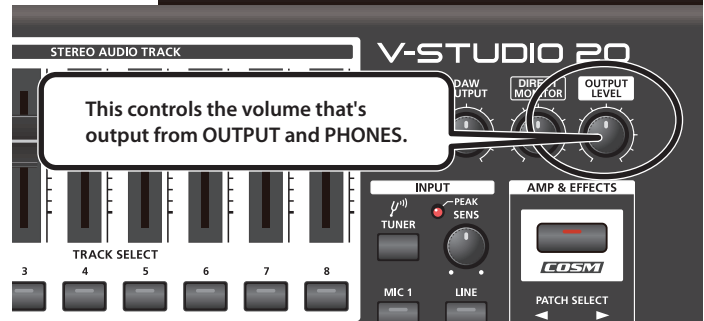 STEREO AUDIO TRACK
V-STUDIO 20
DAW
DIRECT
MONITOR
OUTPUT
LEVEL
This controls the volume that's
output from OUTPUT and PHONES.
INPUT
AMP & EFFECTS
PEAK
SENS
TUNER
COSM
TRACK SELECT
3 4 5 6 7 8
MIC 1
LINE
PATCH SELECT